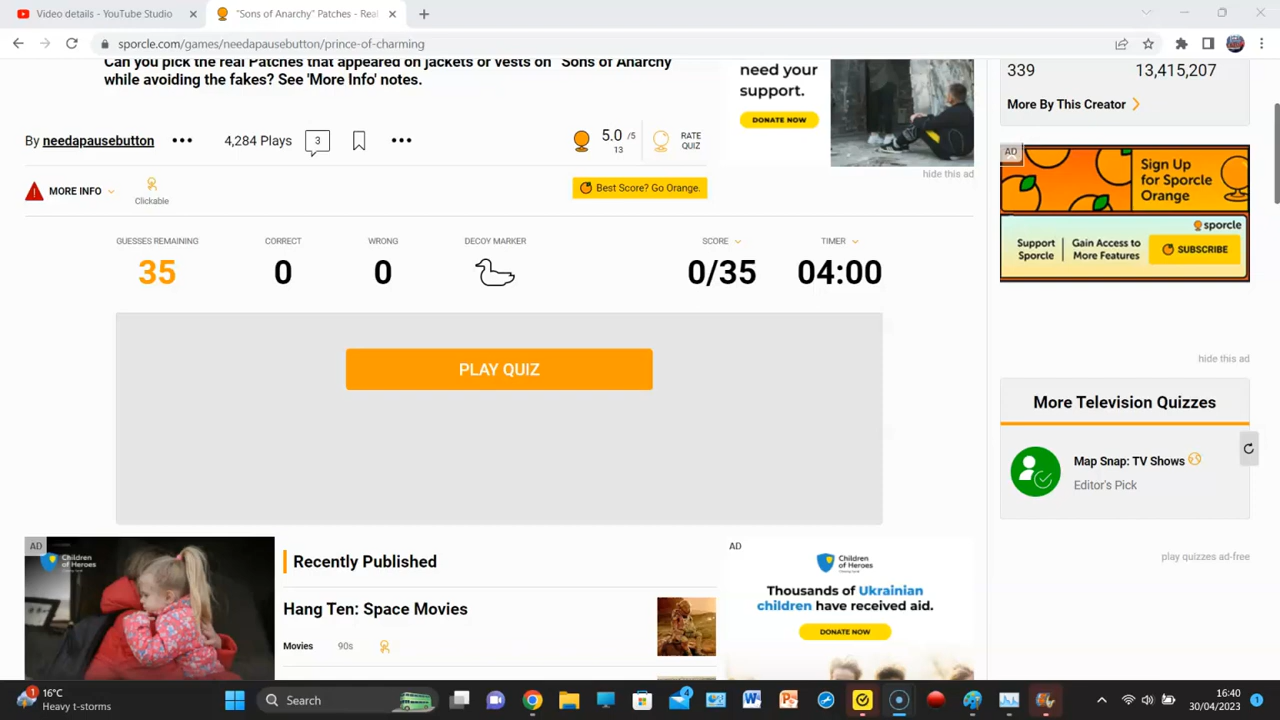 Video details - YouTube Studio
"Sons of Anarchy" Patches - Real
sporcle.com/games/needapausebutton/prince-of-charming
Can you pick the real Patches that appeared on jackets or vests on "Sons of Anarchy
while avoiding the fakes? See 'More Info' notes.
By needapausebutton
4,284 Plays
3
5.0 /5
13
RATE
QUIZ
MORE INFO
Clickable
Best Score? Go Orange.
GUESSES REMAINING
35
CORRECT
0
WRONG
0
DECOY MARKER
SCORE
0/35
TIMER
04:00
PLAY QUIZ
need your
support.
DONATE NOW
hide this ad
339
13,415,207
More By This Creator
AD
Sign Up
for Sporcle
Orange
sporcle
Support
Sporcle
Gain Access to
More Features
SUBSCRIBE
hide this ad
More Television Quizzes
Map Snap: TV Shows
Editor's Pick
play quizzes ad-free
AD
Children
of Heroes
Recently Published
Hang Ten: Space Movies
Movies
90s
AD
Children
of Heroes
Thousands of Ukrainian
children have received aid.
DONATE NOW
1
16°C
Heavy t-storms
Search
4
16:40
30/04/2023
1